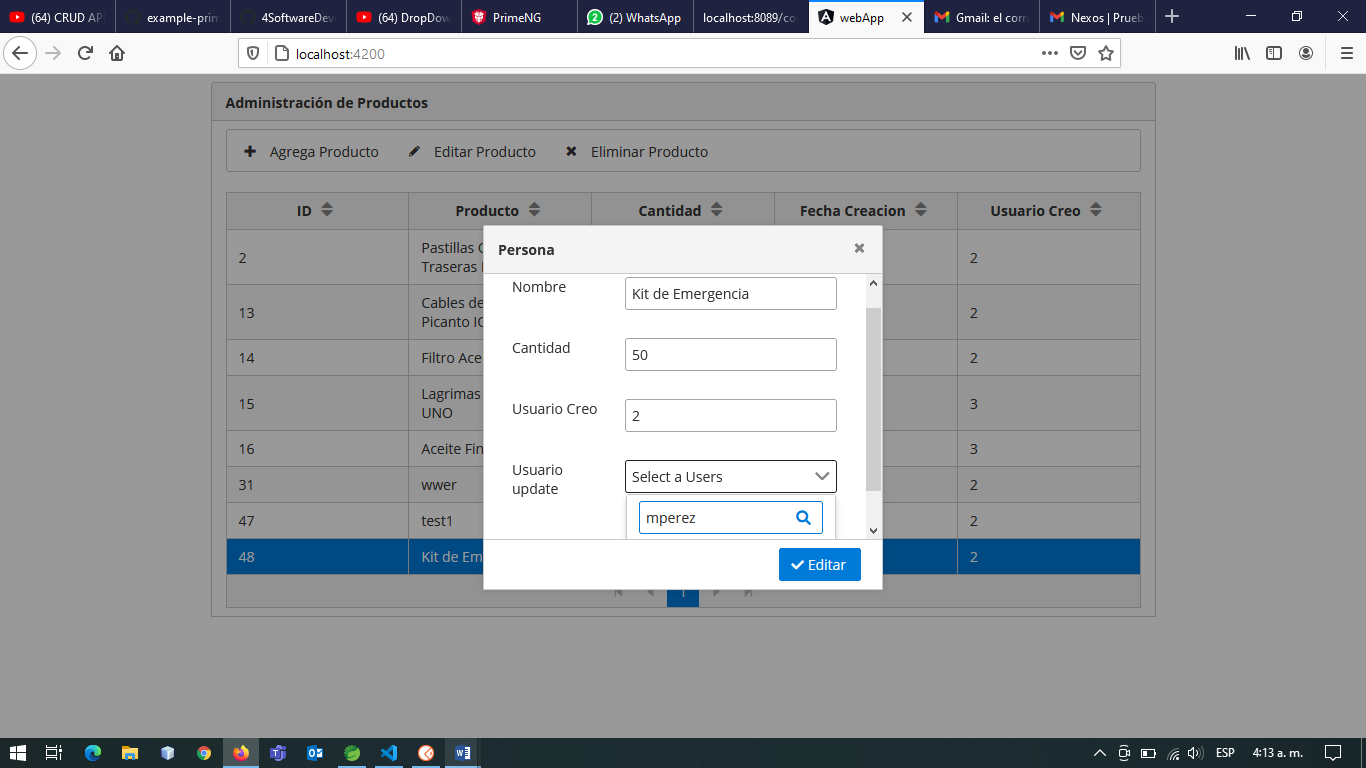 (64) CRUD AP
example-prim
4SoftwareDev
(64) DropDow
PrimeNG
(2) WhatsApp
localhost:8089/co
webApp
Gmail: el corr
Nexos | Prueb
localhost:4200
Administración de Productos
Agrega Producto
Editar Producto
Eliminar Producto
ID
Producto
Cantidad
Fecha Creacion
Usuario Creo
2
Pastillas
Traseras
2
13
Cables de
Picanto
2
14
Filtro Ace
2
15
Lagrimas
UNO
3
16
Aceite Fin
3
31
wwer
2
47
test1
2
48
Kit de Em
2
1
Persona
Nombre
Kit de Emergencia
Cantidad
50
Usuario Creo
2
Usuario
update
Select a Users
mperez
Editar
ESP
4:13 a. m.